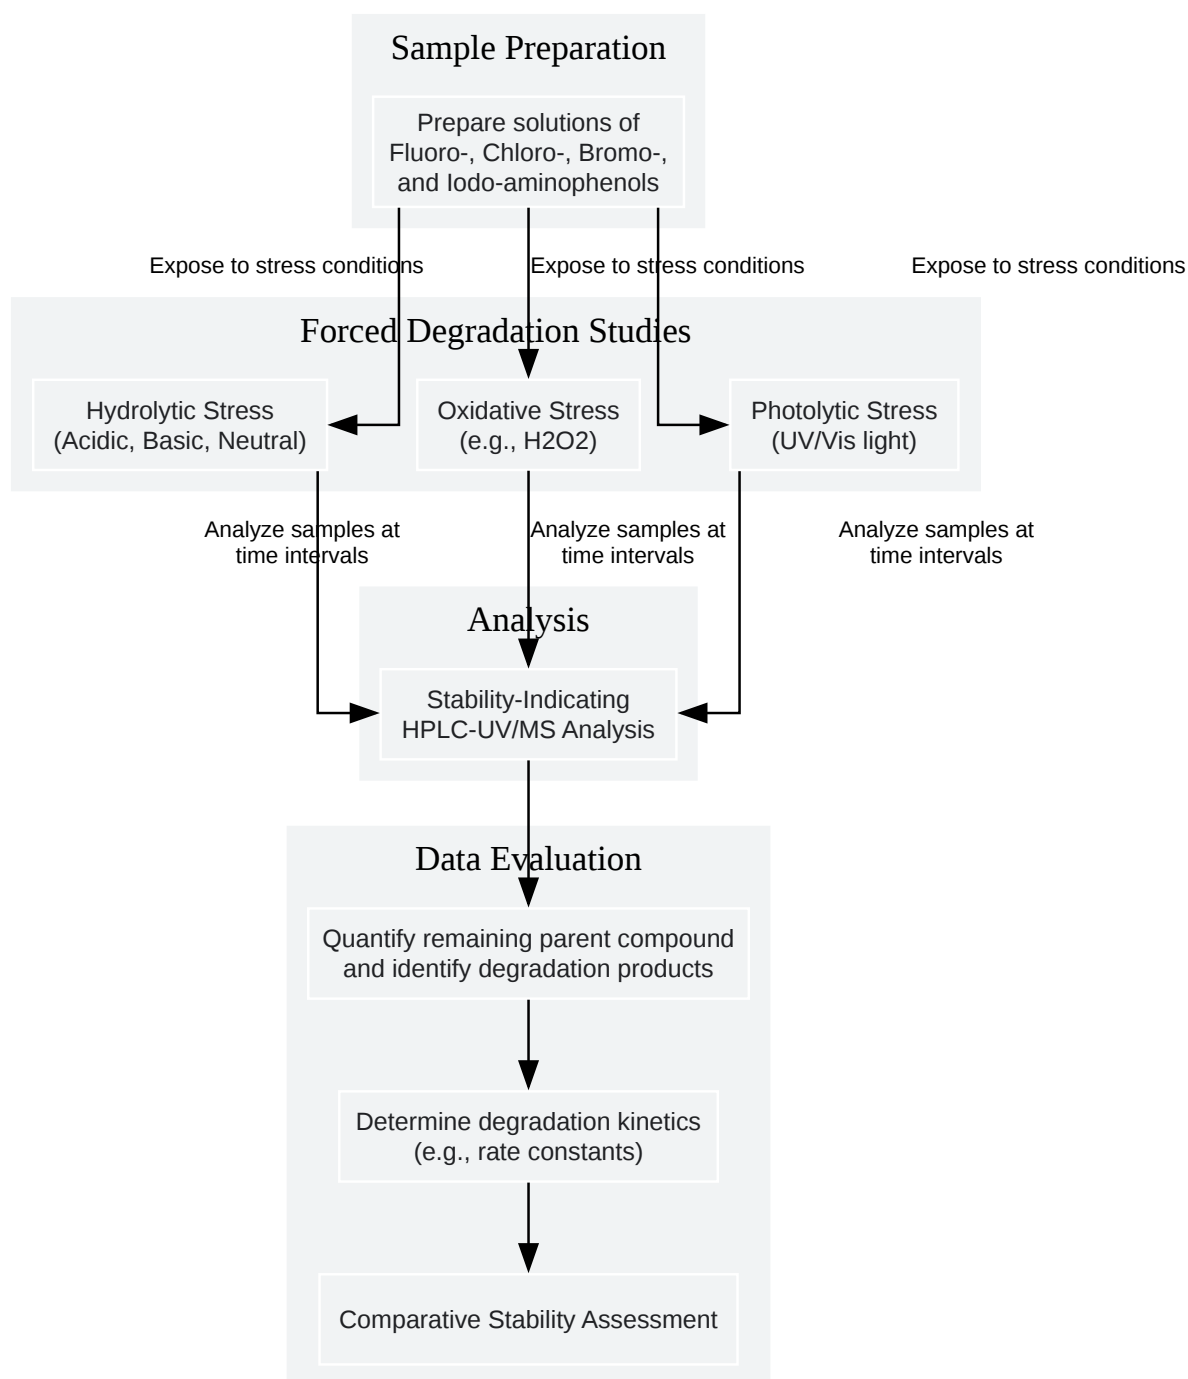 Sample Preparation
Prepare solutions of
Fluoro-, Chloro-, Bromo-,
and Iodo-aminophenols
Expose to stress conditions
Expose to stress conditions
Expose to stress conditions
Forced Degradation Studies
Hydrolytic Stress
(Acidic, Basic, Neutral)
Oxidative Stress
(e.g., H2O2)
Photolytic Stress
(UV/Vis light)
Analyze samples at
time intervals
Analyze samples at
time intervals
Analyze samples at
time intervals
Analysis
Stability-Indicating
HPLC-UV/MS Analysis
Data Evaluation
Quantify remaining parent compound
and identify degradation products
Determine degradation kinetics
(e.g., rate constants)
Comparative Stability Assessment